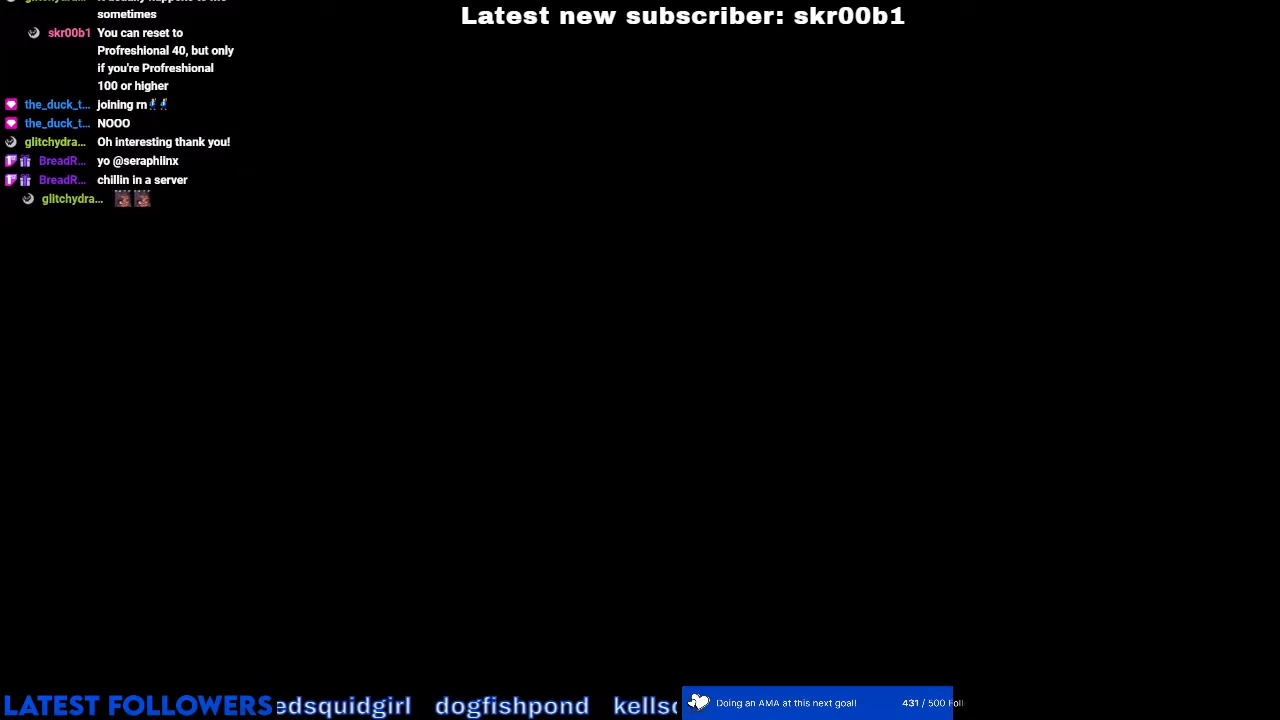 sometimes
Latest new subscriber: skr00b1
skr00b1 You can reset to
Profreshional 40, but only
if you're Profreshional
100 or higher
the_duck_t... joining rn
the_duck_t... NOOO
glitchydra... Oh interesting thank you!
BreadR... yo @seraphlinx
BreadR... chillin in a server
glitchydra...
LATEST FOLLOWERS edsquidgirl dogfishpond kells
Doing an AMA at this next goal! 431 / 500 Foll